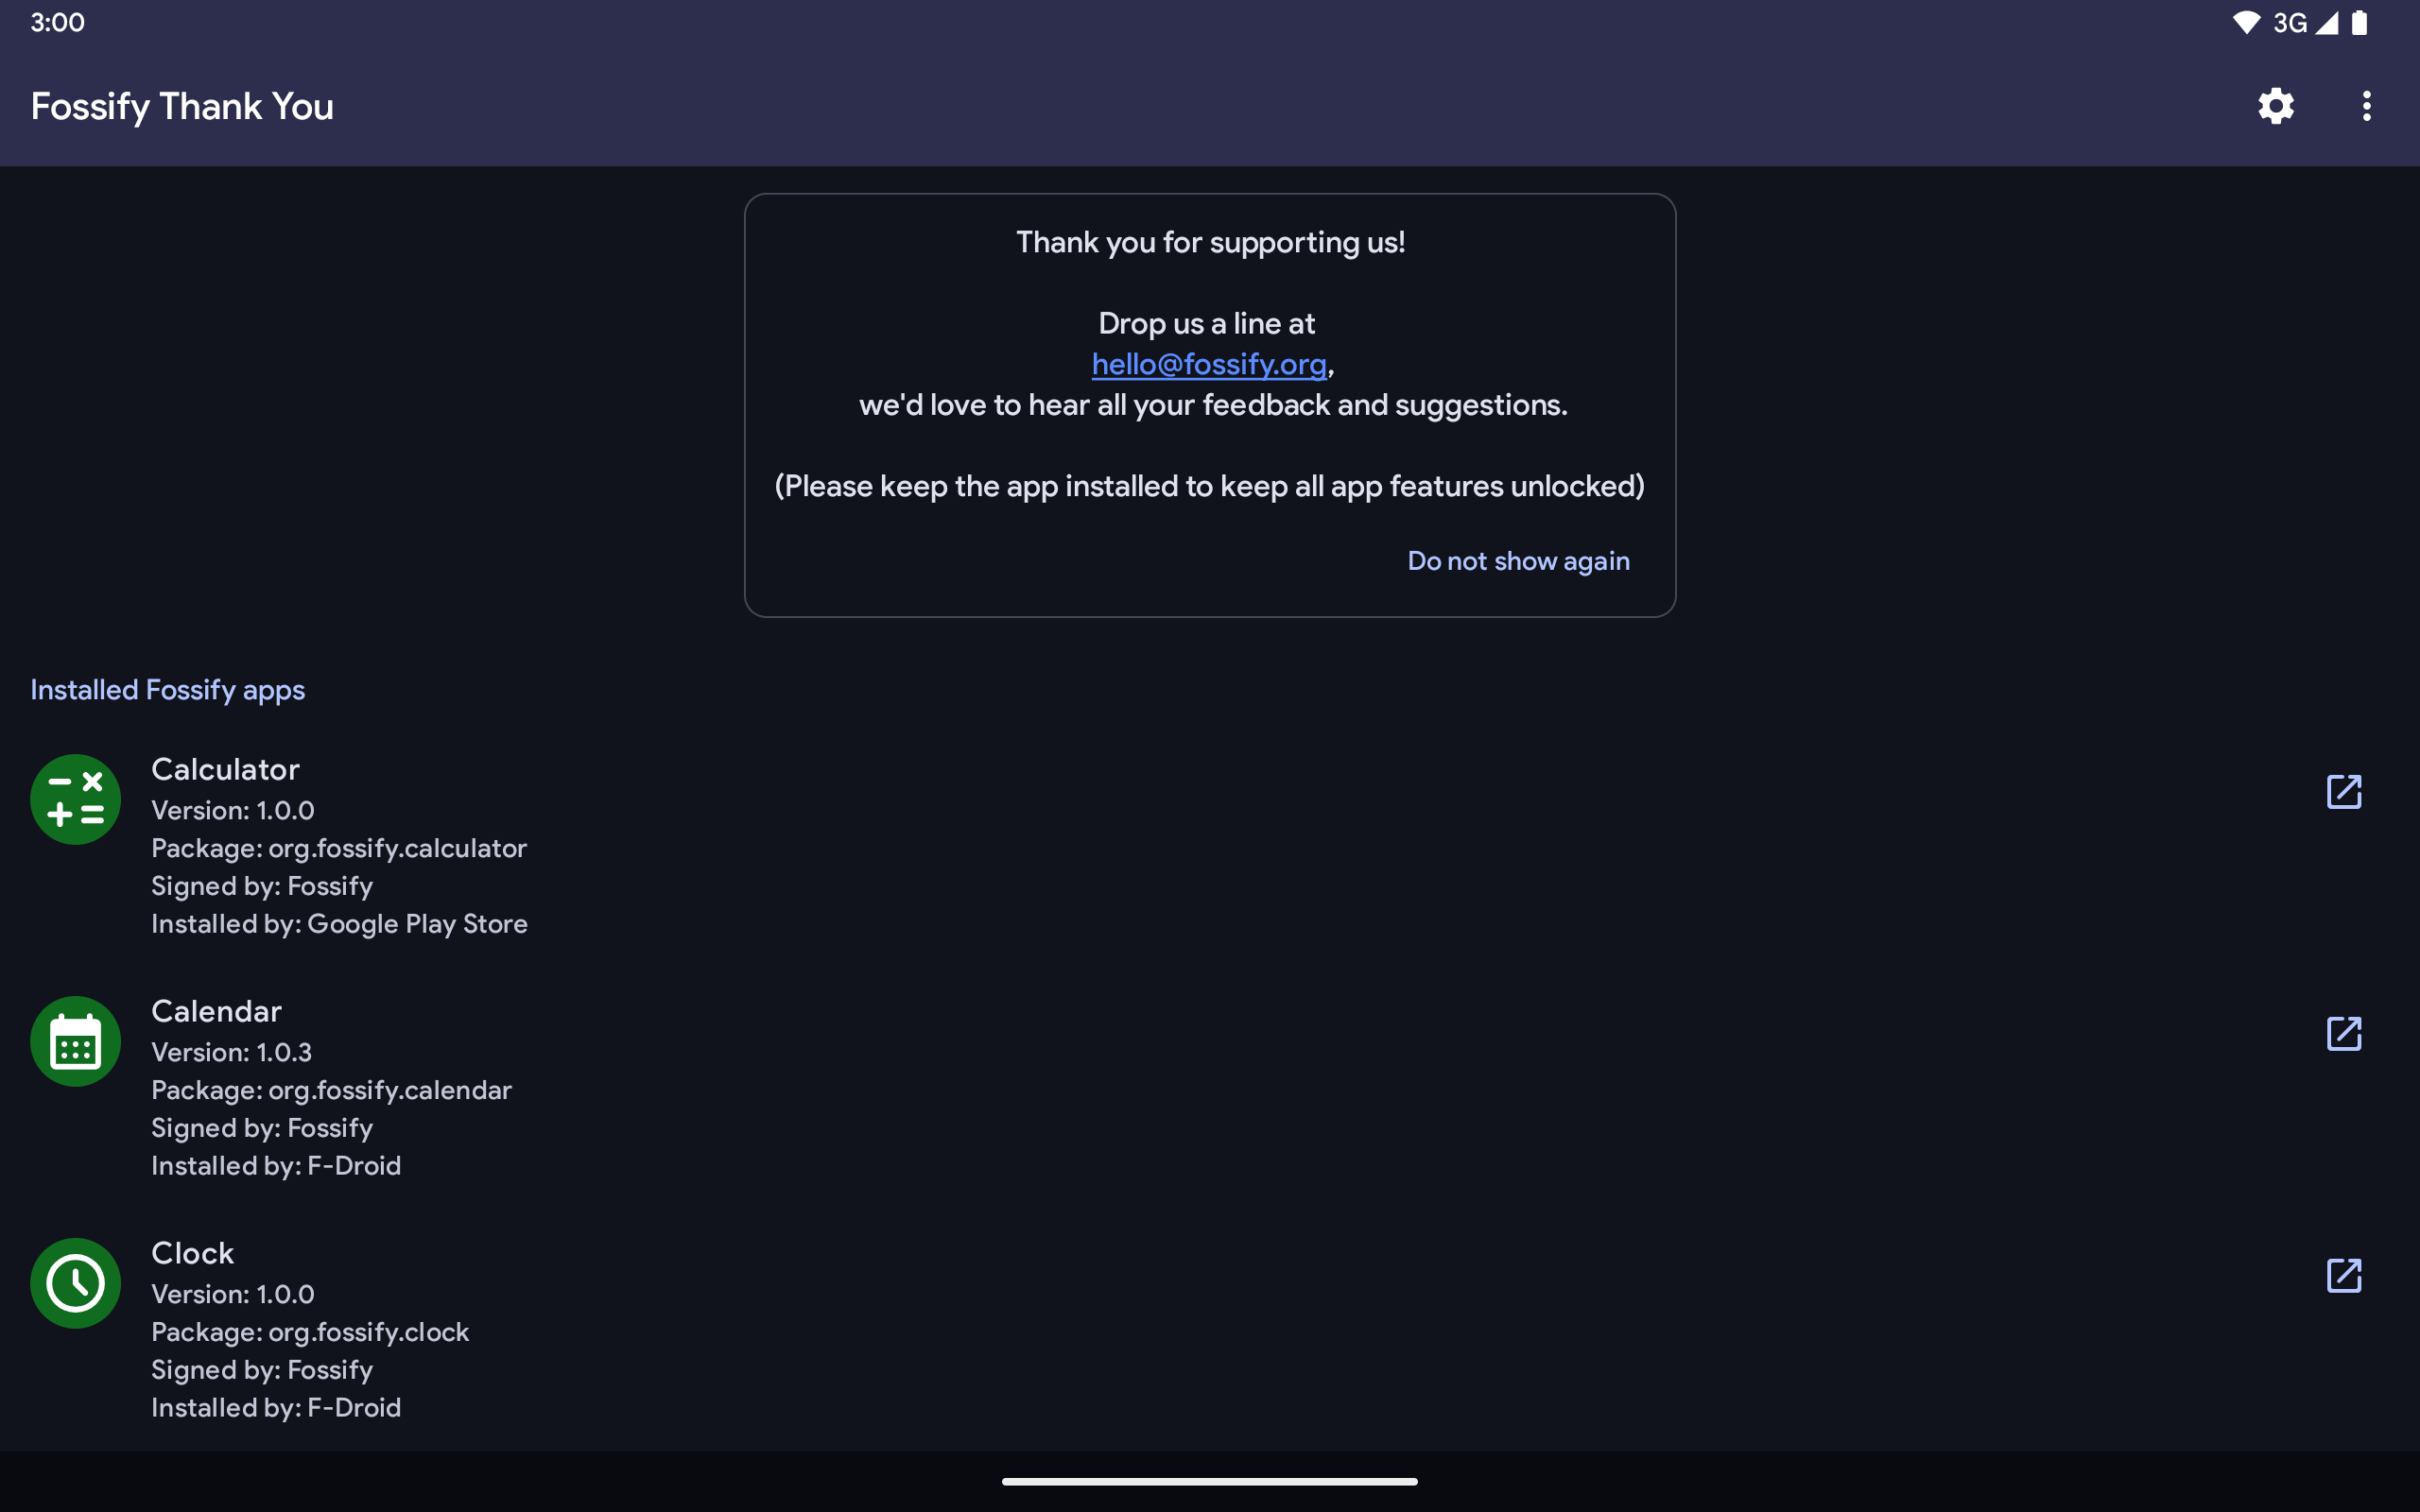 3:00
3G
Fossify Thank You
Thank you for supporting us!
Drop us a line at
hello@fossify.org,
we'd love to hear all your feedback and suggestions.
(Please keep the app installed to keep all app features unlocked)
Do not show again
Installed Fossify apps
Calculator
Version: 1.0.0
Package: org.fossify.calculator
Signed by: Fossify
Installed by: Google Play Store
Calendar
Version: 1.0.3
Package: org.fossify.calendar
Signed by: Fossify
Installed by: F-Droid
Clock
Version: 1.0.0
Package: org.fossify.clock
Signed by: Fossify
Installed by: F-Droid